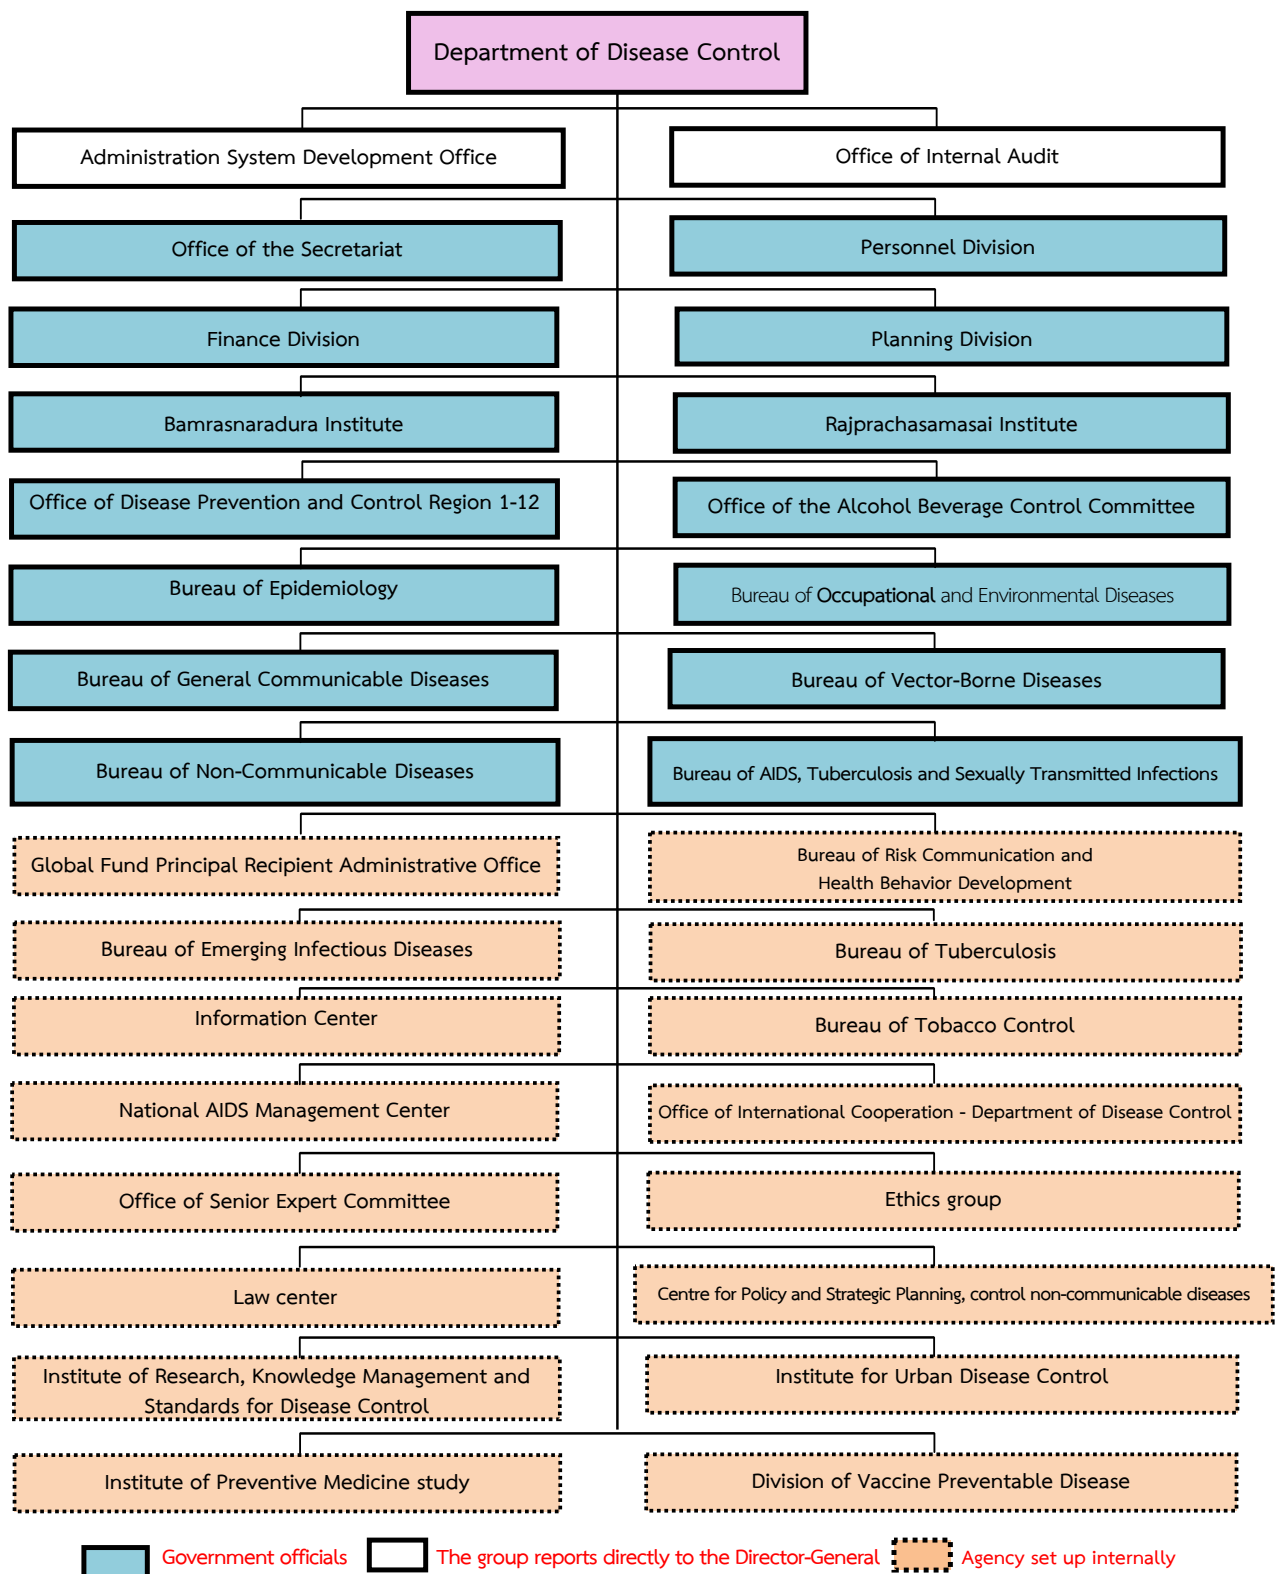 Department of Disease Control
Administration System Development Office
Office of Internal Audit
Office of the Secretariat
Personnel Division
Finance Division
Planning Division
Bamrasnaradura Institute
Rajprachasamasai Institute
Office of Disease Prevention and Control Region 1-12
Office of the Alcohol Beverage Control Committee
Bureau of Epidemiology
Bureau of Occupational and Environmental Diseases
Bureau of General Communicable Diseases
Bureau of Vector-Borne Diseases
Bureau of Non-Communicable Diseases
Bureau of AIDS, Tuberculosis and Sexually Transmitted Infections
Global Fund Principal Recipient Administrative Office
Bureau of Risk Communication and
Health Behavior Development
Bureau of Emerging Infectious Diseases
Bureau of Tuberculosis
Information Center
Bureau of Tobacco Control
National AIDS Management Center
Office of International Cooperation - Department of Disease Control
Office of Senior Expert Committee
Ethics group
Law center
Centre for Policy and Strategic Planning, control non-communicable diseases
Institute of Research, Knowledge Management and
Standards for Disease Control
Institute for Urban Disease Control
Institute of Preventive Medicine study
Division of Vaccine Preventable Disease
Government officials
The group reports directly to the Director-General
Agency set up internally